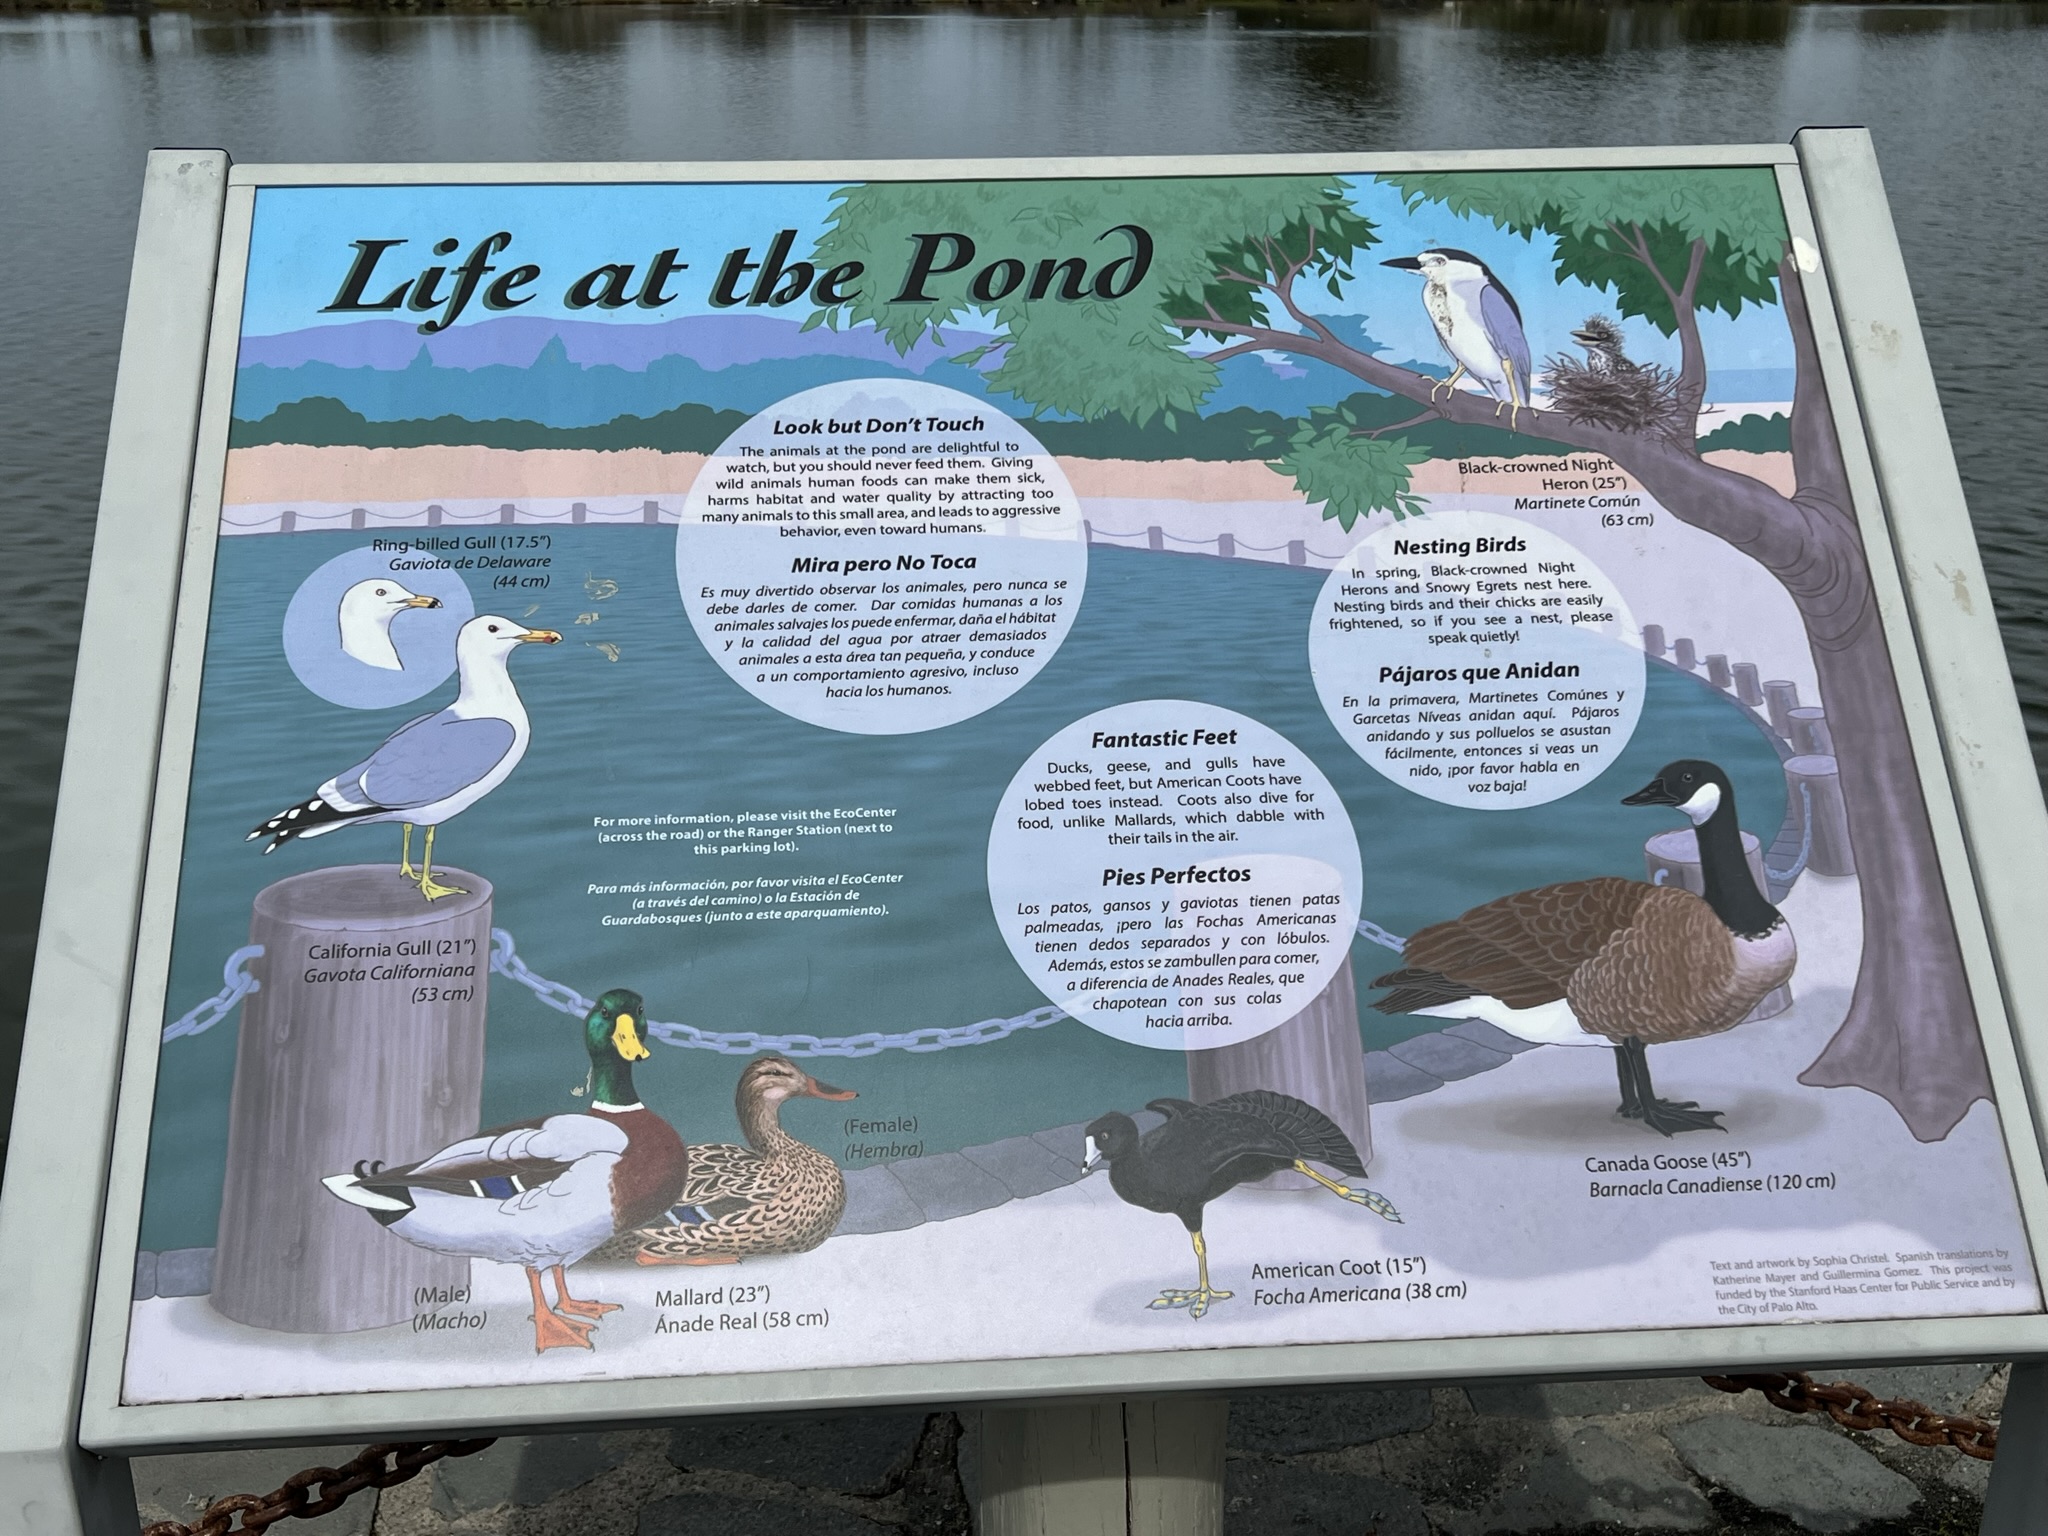 Life at the Pond
Look but Don't Touch
The animals at the pond are delightful to
watch, but you should never feed them. Giving
wild animals human foods can make them sick,
harms habitat and water quality by attracting too
many animals to this small area, and leads to aggressive
behavior, even toward humans.
Mira pero No Toca
Es muy divertido observar los animales, pero nunca se
debe darles de comer. Dar comidas humanas a los
animales salvajes los puede enfermar, daña el hábitat
y la calidad del agua por atraer demasiados
animales a esta área tan pequeña, y conduce
a un comportamiento agresivo, incluso
hacia los humanos.
Black-crowned Night
Heron (25")
Martinete Común
(63 cm)
Ring-billed Gull (17.5")
Gaviota de Delaware
(44 cm)
Nesting Birds
In spring, Black-crowned Night
Herons and Snowy Egrets nest here.
Nesting birds and their chicks are easily
frightened, so if you see a nest, please
speak quietly!
Pájaros que Anidan
En la primavera, Martinetes Comúnes y
Garcetas Níveas anidan aquí. Pájaros
anidando y sus polluelos se asustan
fácilmente, entonces si veas un
nido, ¡por favor habla en
voz baja!
Fantastic Feet
Ducks, geese, and gulls have
webbed feet, but American Coots have
lobed toes instead. Coots also dive for
food, unlike Mallards, which dabble with
their tails in the air.
Pies Perfectos
Los patos, gansos y gaviotas tienen patas
palmeadas, ¡pero las Fochas Americanas
tienen dedos separados y con lóbulos.
Además, estos se zambullen para comer,
a diferencia de Anades Reales, que
chapotean con sus colas
hacia arriba.
For more information, please visit the EcoCenter
(across the road) or the Ranger Station (next to
this parking lot).
Para más información, por favor visita el EcoCenter
(a través del camino) o la Estación de
Guardabosques (junto a este aparquamiento).
California Gull (21")
Gavota Californiana
(53 cm)
(Female)
(Hembra)
(Male)
(Macho)
Mallard (23")
Ánade Real (58 cm)
American Coot (15")
Focha Americana (38 cm)
Canada Goose (45")
Barnacla Canadiense (120 cm)
Text and artwork by Sophia Christel. Spanish translations by
Katherine Mayer and Guillermina Gomez. This project was
funded by the Stanford Haas Center for Public Service and by
the City of Palo Alto.